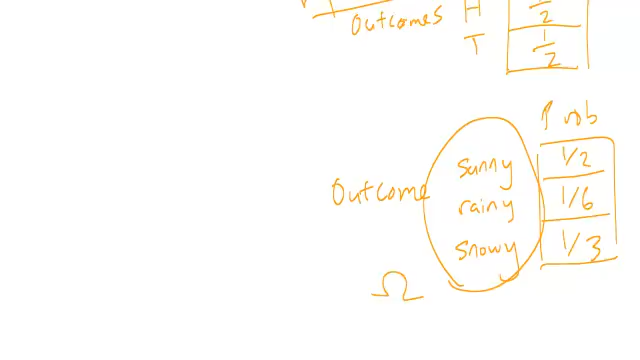 Outcomes
H 1/2
T 1/2
Prob
sunny 1/2
Outcome rainy 1/6
snowy 1/3
Ω